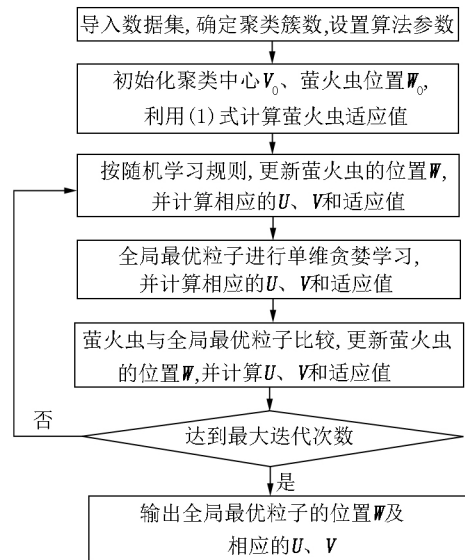 导入数据集,确定聚类簇数,设置算法参数
初始化聚类中心V₀、萤火虫位置W₀,
利用(1)式计算萤火虫适应值
按随机学习规则,更新萤火虫的位置W,
并计算相应的U、V和适应值
全局最优粒子进行单维贪婪学习,
并计算相应的U、V和适应值
萤火虫与全局最优粒子比较,更新萤火虫
的位置W,并计算U、V和适应值
否
达到最大迭代次数
是
输出全局最优粒子的位置W及
相应的U、V